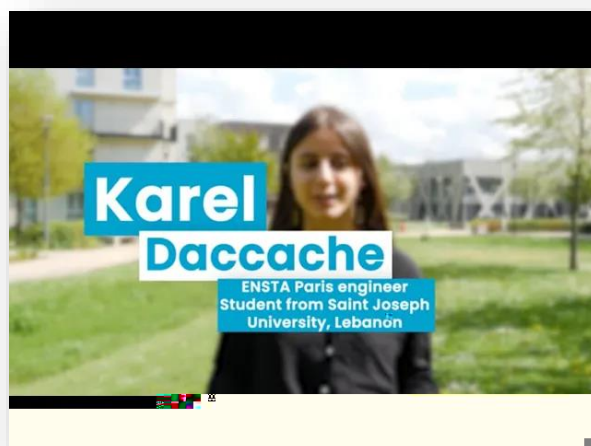 Karel
Daccache
ENSTA Paris engineer
Student from Saint Joseph
University, Lebanon